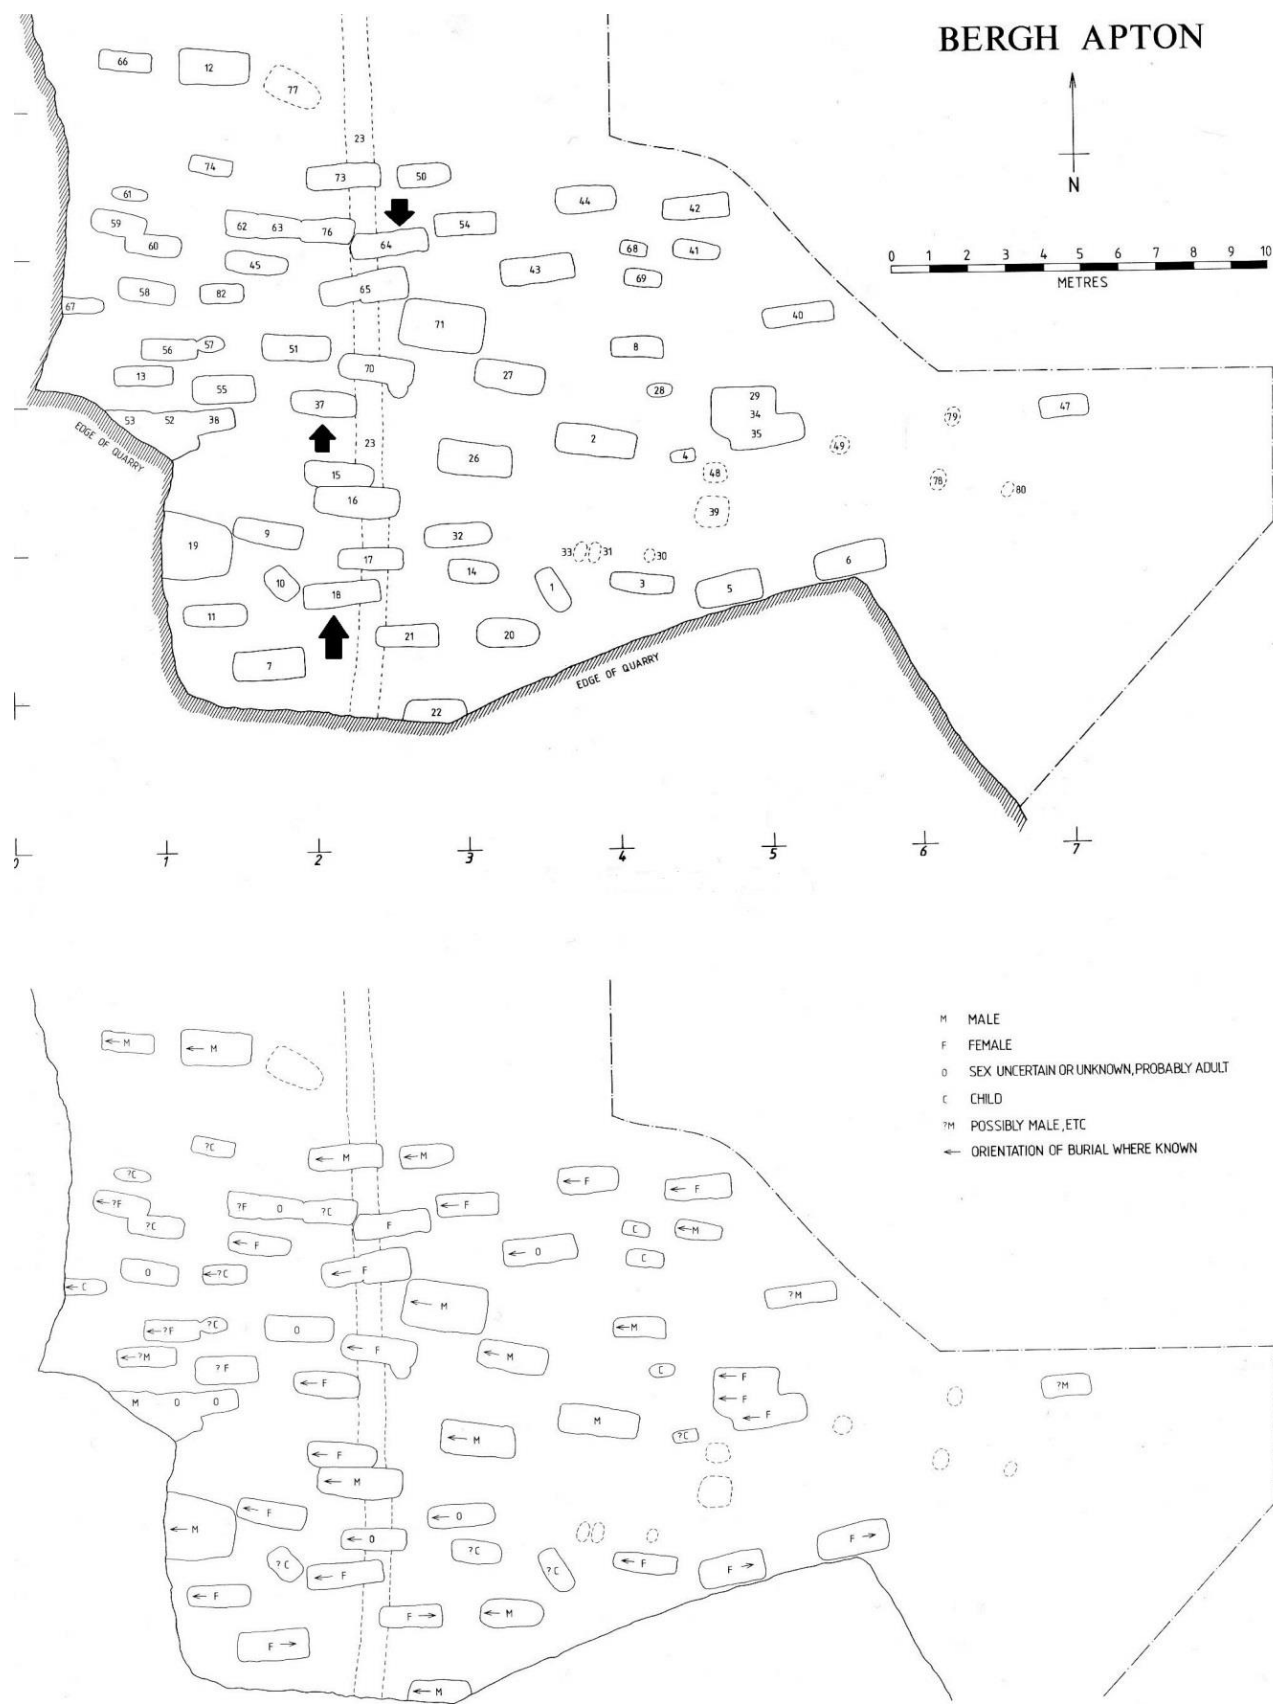 BERGH APTON
66 12 77
23
N
74 73 50
61 44 42
59 62 63 76 54
60 64 68 41
45 43 69
0 1 2 3 4 5 6 7 8 9 10
METRES
58 82 65
67 71 40
56 57 51 8
13 70 27
55 28 29
53 52 38 37 34 79 47
EDGE OF QUARRY
23 2 35 49
15 26 4 48 78 80
16 39
19 9 32 33 31 30
17 14 6
10 18 1 3 5
11 21 20
7 EDGE OF QUARRY
22
0 1 2 3 4 5 6 7
M MALE
F FEMALE
O SEX UNCERTAIN OR UNKNOWN, PROBABLY ADULT
C CHILD
?M POSSIBLY MALE, ETC
← ORIENTATION OF BURIAL WHERE KNOWN
← M ← M
?C ← M ← M
?C ← F ← F
← ?F ?F O ?C ← F
?C F C ← M
← F ← O C
O ← ?C ← F
← C ← M ?M
← ?F ?C O ← M
← ?M ← F ← M
?F C ← F
M O O ← F ← F ?M
← M M ← F
← F ?C
← M
← M ← F ← O
← O ?C F →
?C ← F ?C ← F F →
← F F → ← M
F →
← M